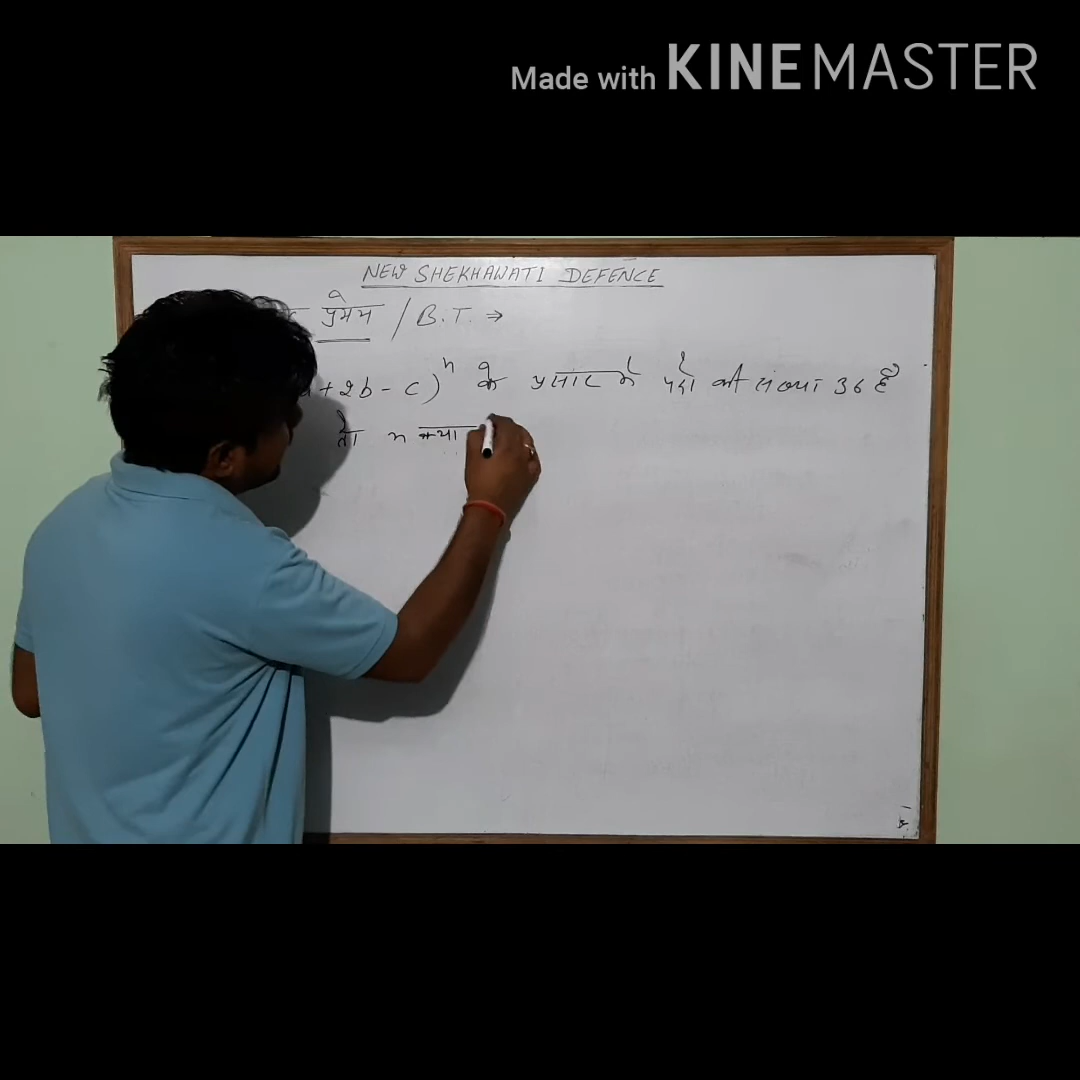 Made with KINEMASTER
NEW SHEKHAWATI DEFENCE
प्रमेय / B.T. ⇒
+ 2b - c)^n के प्रसार में पदों की संख्या 36 है
तो n क्या